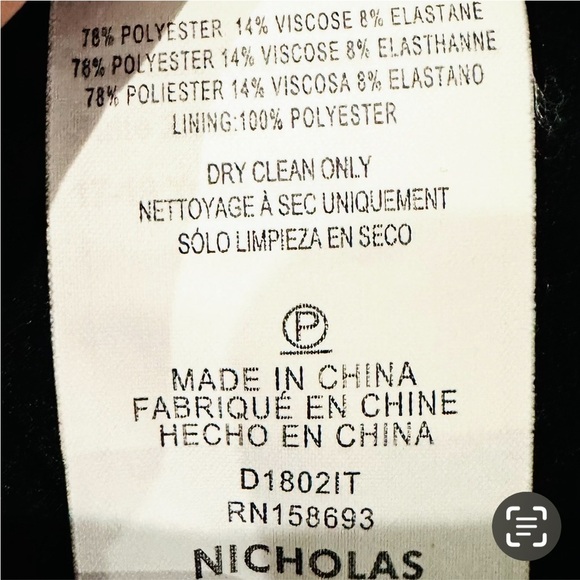 78% POLYESTER 14% VISCOSE 8% ELASTANE
78% POLYESTER 14% VISCOSE 8% ELASTHANNE
78% POLIESTER 14% VISCOSA 8% ELASTANO
LINING:100% POLYESTER
DRY CLEAN ONLY
NETTOYAGE À SEC UNIQUEMENT
SÓLO LIMPIEZA EN SECO
P
MADE IN CHINA
FABRIQUÉ EN CHINE
HECHO EN CHINA
D1802IT
RN158693
NICHOLAS